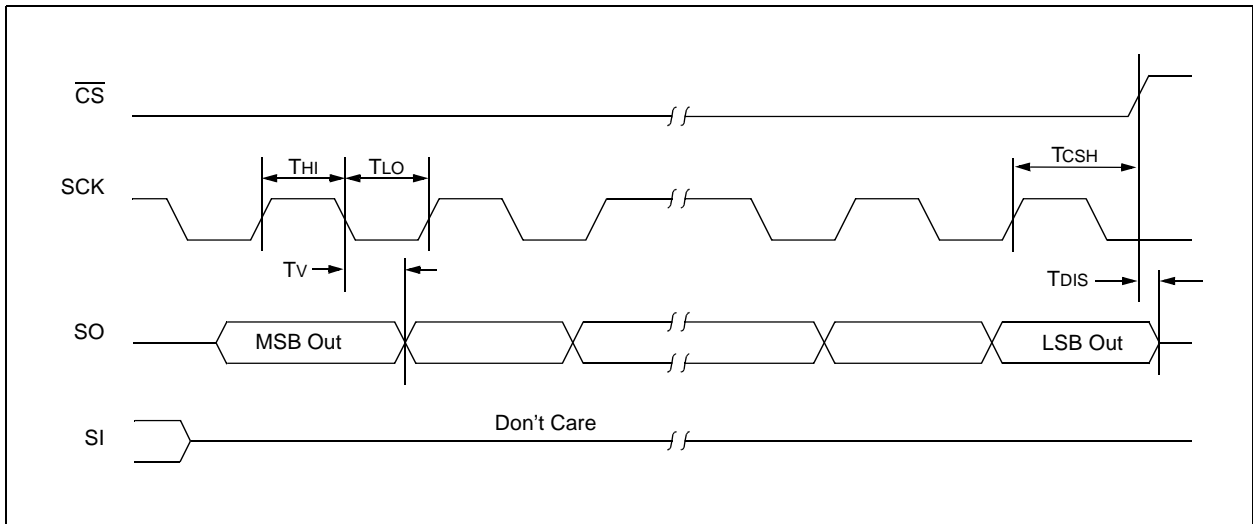 CS
THI
TLO
TCSH
SCK
TV
TDIS
SO
MSB Out
LSB Out
Don't Care
SI